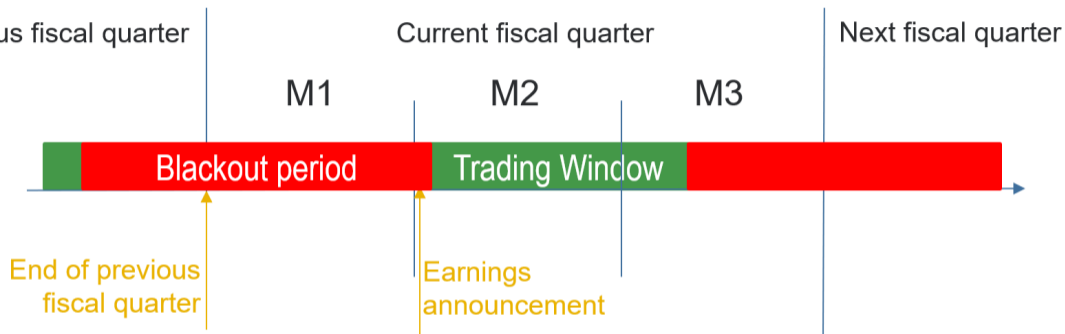 us fiscal quarter
Current fiscal quarter
Next fiscal quarter
M1
M2
M3
Blackout period
Trading Window
End of previous
fiscal quarter
Earnings
announcement